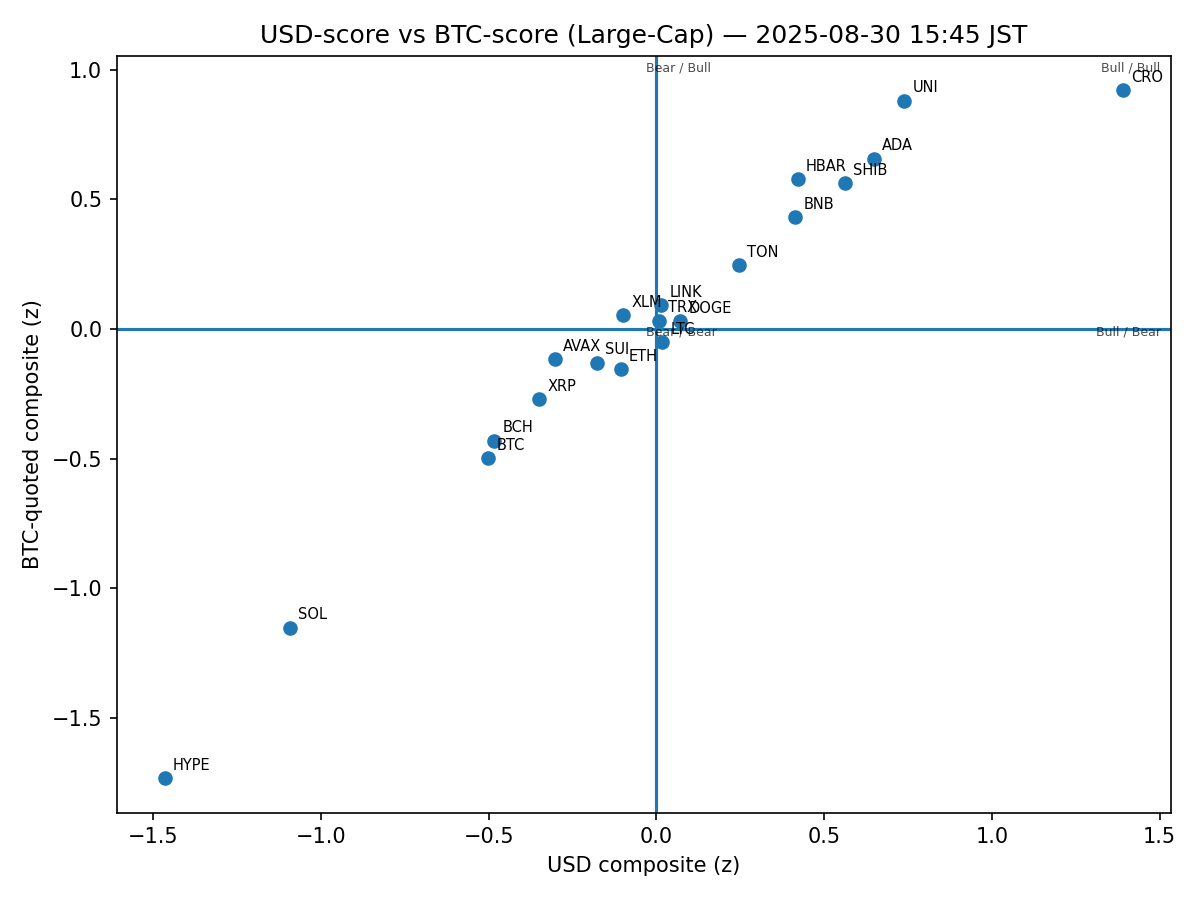 USD-score vs BTC-score (Large-Cap) — 2025-08-30 15:45 JST
Bear / Bull
Bull / Bull
CRO
UNI
ADA
HBAR
SHIB
BNB
TON
LINK
XLM
TRX
DOGE
LTC
Bear / Bear
Bull / Bear
AVAX
SUI
ETH
XRP
BCH
BTC
SOL
HYPE
1.0
0.5
0.0
−0.5
−1.0
−1.5
BTC-quoted composite (z)
−1.5
−1.0
−0.5
0.0
0.5
1.0
1.5
USD composite (z)